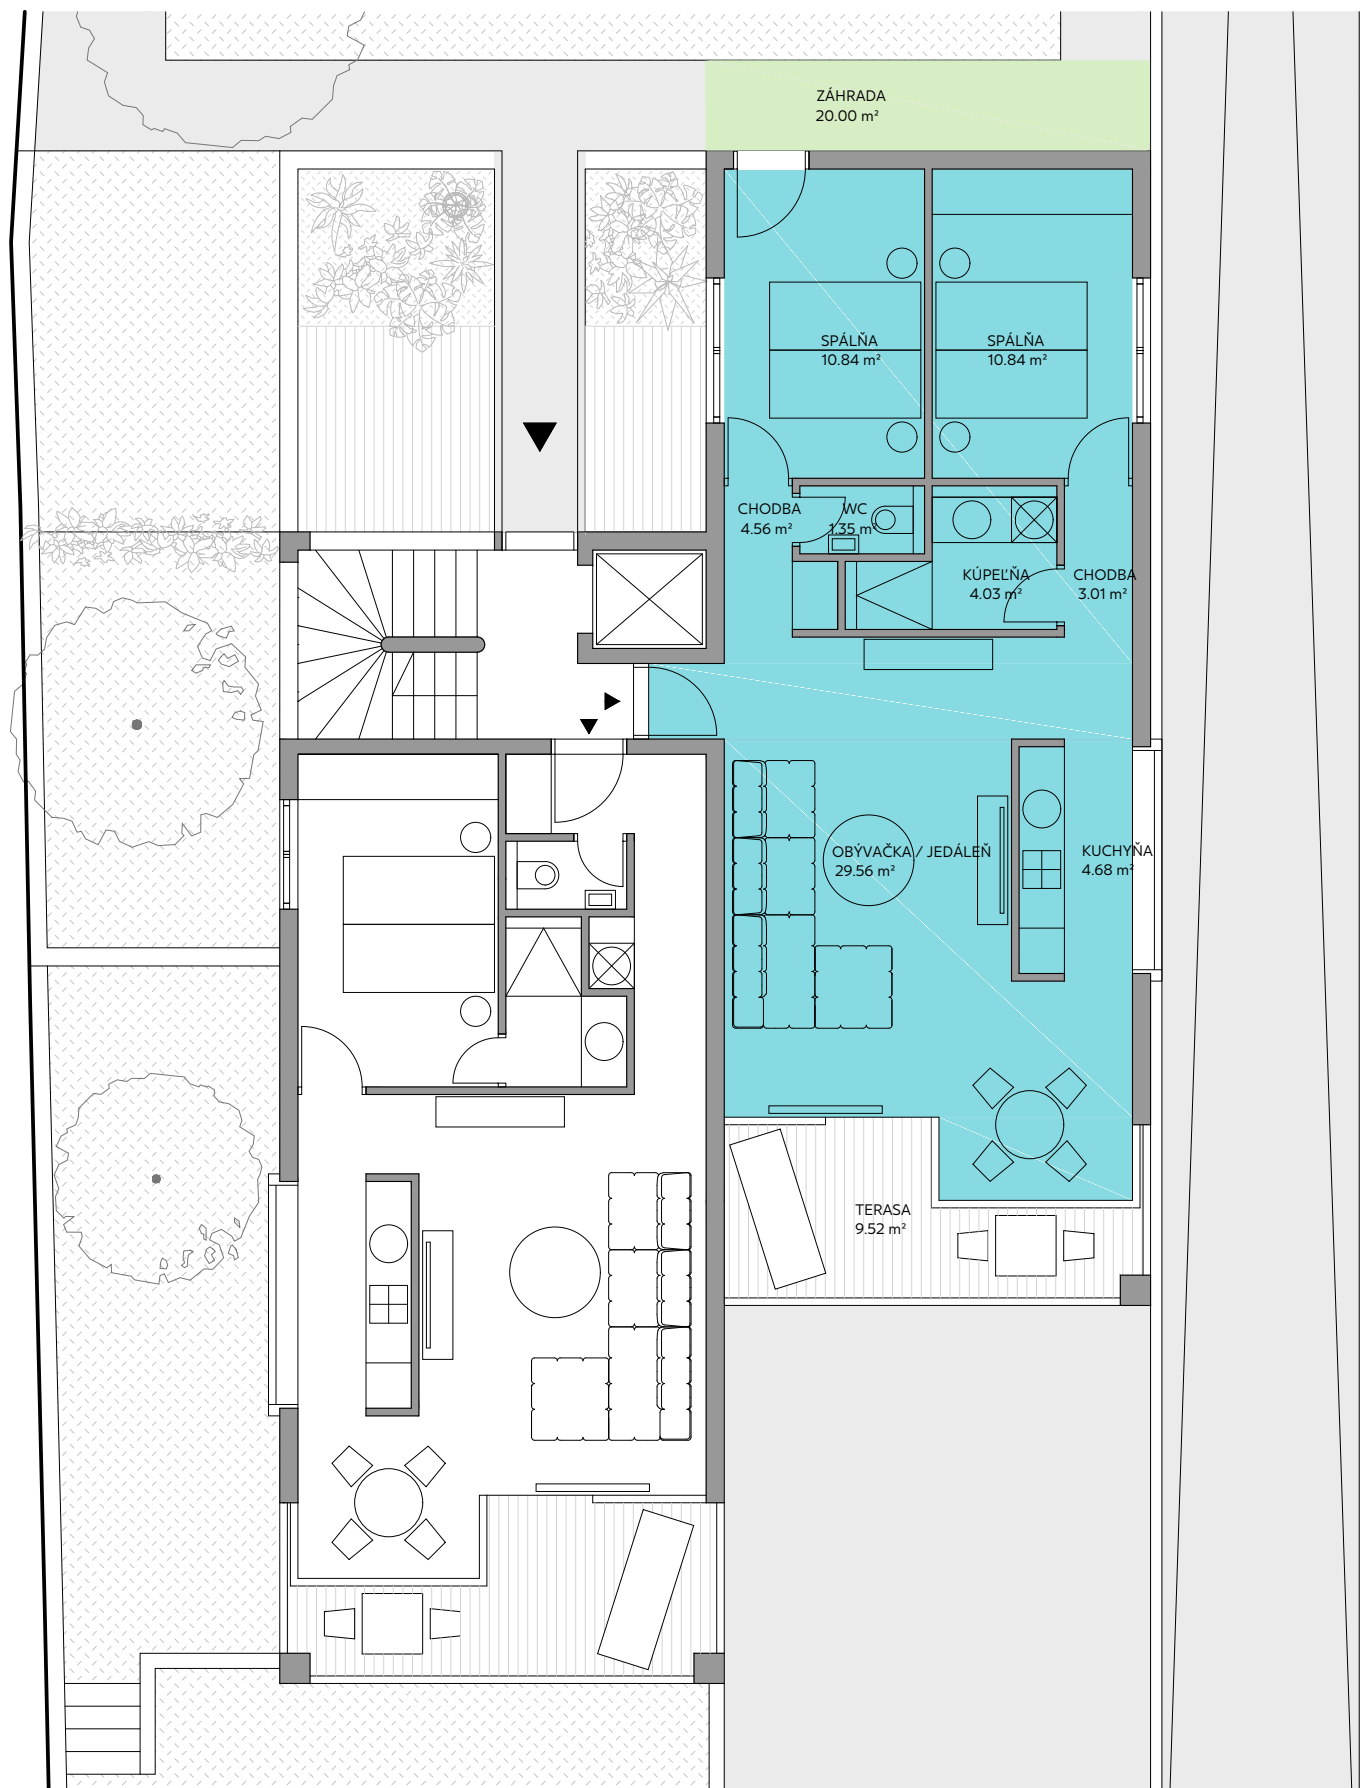 ZÁHRADA
20.00 m²
SPÁLŇA
10.84 m²
SPÁLŇA
10.84 m²
CHODBA
4.56 m²
WC
1.35 m²
KÚPEĽŇA
4.03 m²
CHODBA
3.01 m²
OBÝVAČKA / JEDÁLEŇ
29.56 m²
KUCHYŇA
4.68 m²
TERASA
9.52 m²